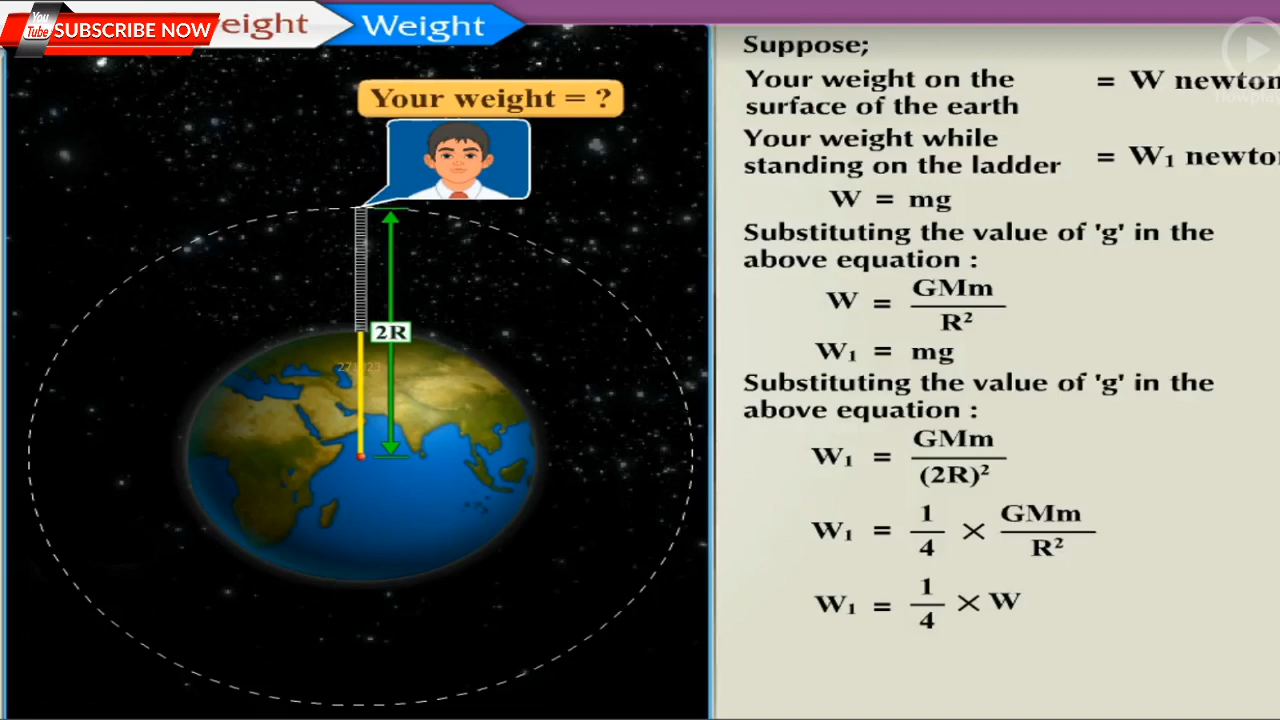 You
Tube
SUBSCRIBE NOW
eight
Weight
Your weight = ?
2R
Suppose;
Your weight on the
surface of the earth
= W newton
Your weight while
standing on the ladder
= W₁ newto
W = mg
Substituting the value of 'g' in the
above equation :
W = GMm / R²
W₁ = mg
Substituting the value of 'g' in the
above equation :
W₁ = GMm / (2R)²
W₁ = 1/4 × GMm / R²
W₁ = 1/4 × W